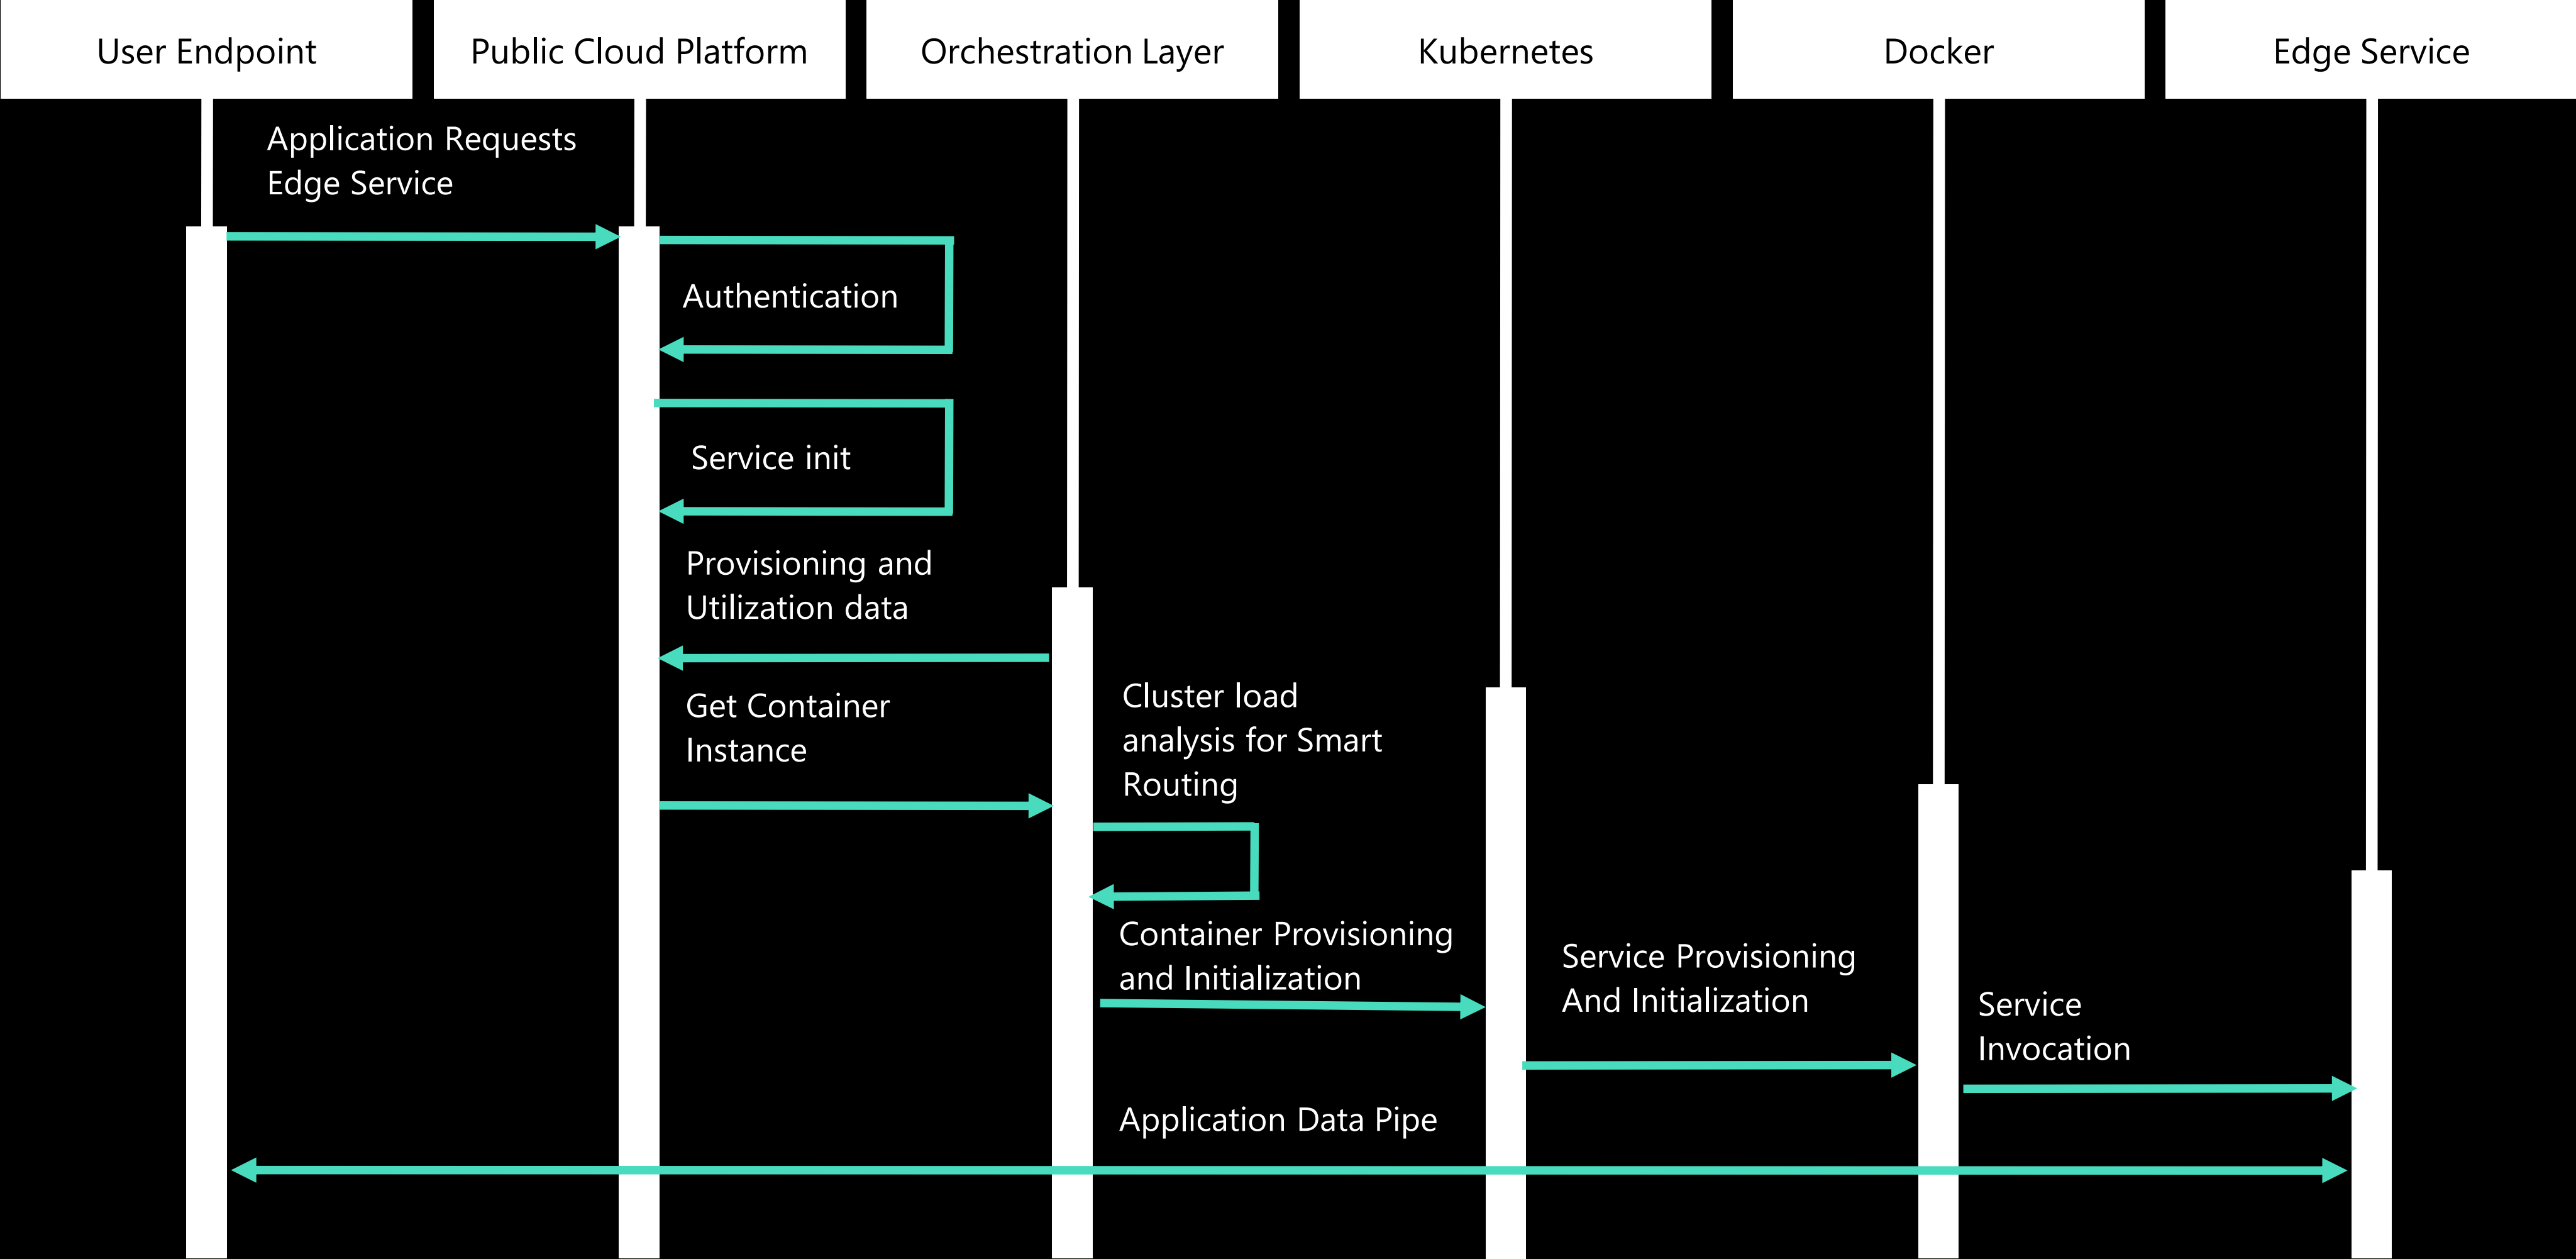 User Endpoint
Public Cloud Platform
Orchestration Layer
Kubernetes
Docker
Edge Service
Application Requests
Edge Service
Authentication
Service init
Provisioning and
Utilization data
Get Container
Instance
Cluster load
analysis for Smart
Routing
Container Provisioning
and Initialization
Service Provisioning
And Initialization
Service
Invocation
Application Data Pipe